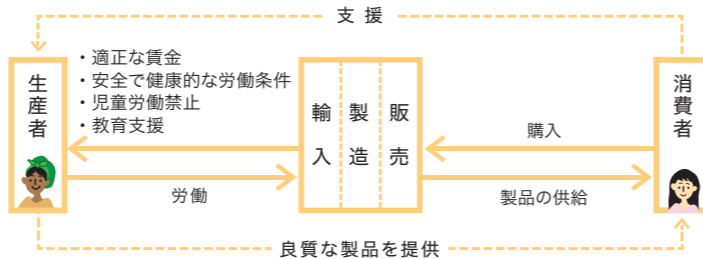 支援
生産者
・適正な賃金
・安全で健康的な労働条件
・児童労働禁止
・教育支援
労働
輸入
製造
販売
購入
製品の供給
消費者
良質な製品を提供